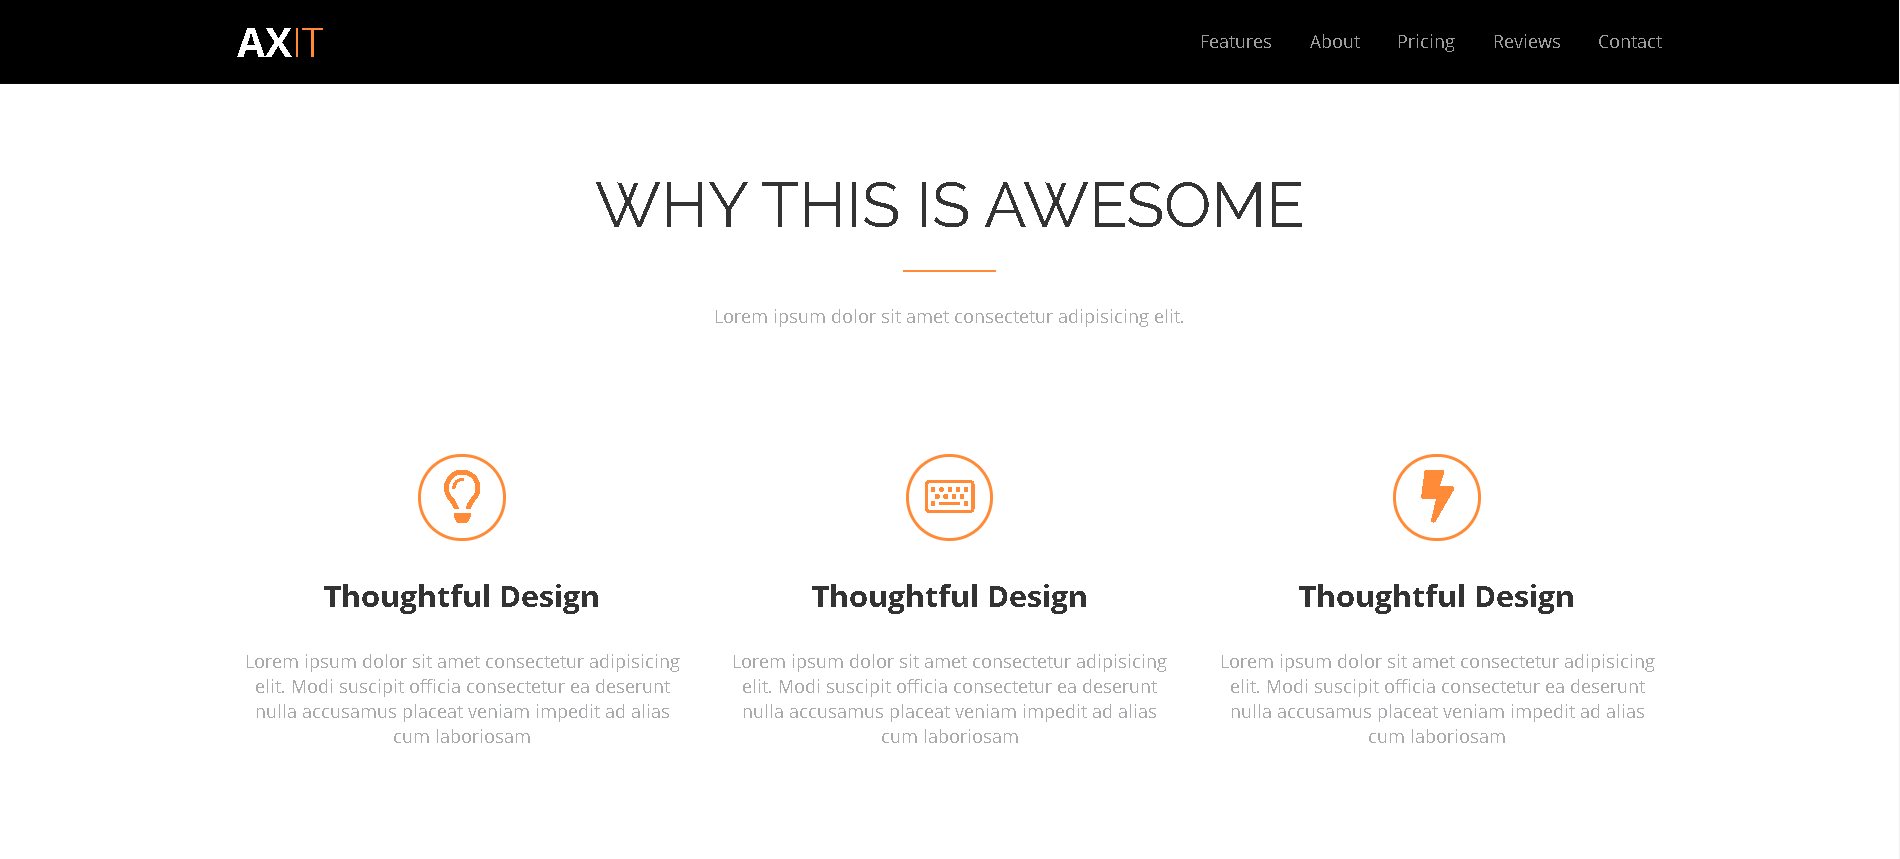 AXIT
Features About Pricing Reviews Contact
WHY THIS IS AWESOME
Lorem ipsum dolor sit amet consectetur adipisicing elit.
Thoughtful Design
Lorem ipsum dolor sit amet consectetur adipisicing
elit. Modi suscipit officia consectetur ea deserunt
nulla accusamus placeat veniam impedit ad alias
cum laboriosam
Thoughtful Design
Lorem ipsum dolor sit amet consectetur adipisicing
elit. Modi suscipit officia consectetur ea deserunt
nulla accusamus placeat veniam impedit ad alias
cum laboriosam
Thoughtful Design
Lorem ipsum dolor sit amet consectetur adipisicing
elit. Modi suscipit officia consectetur ea deserunt
nulla accusamus placeat veniam impedit ad alias
cum laboriosam